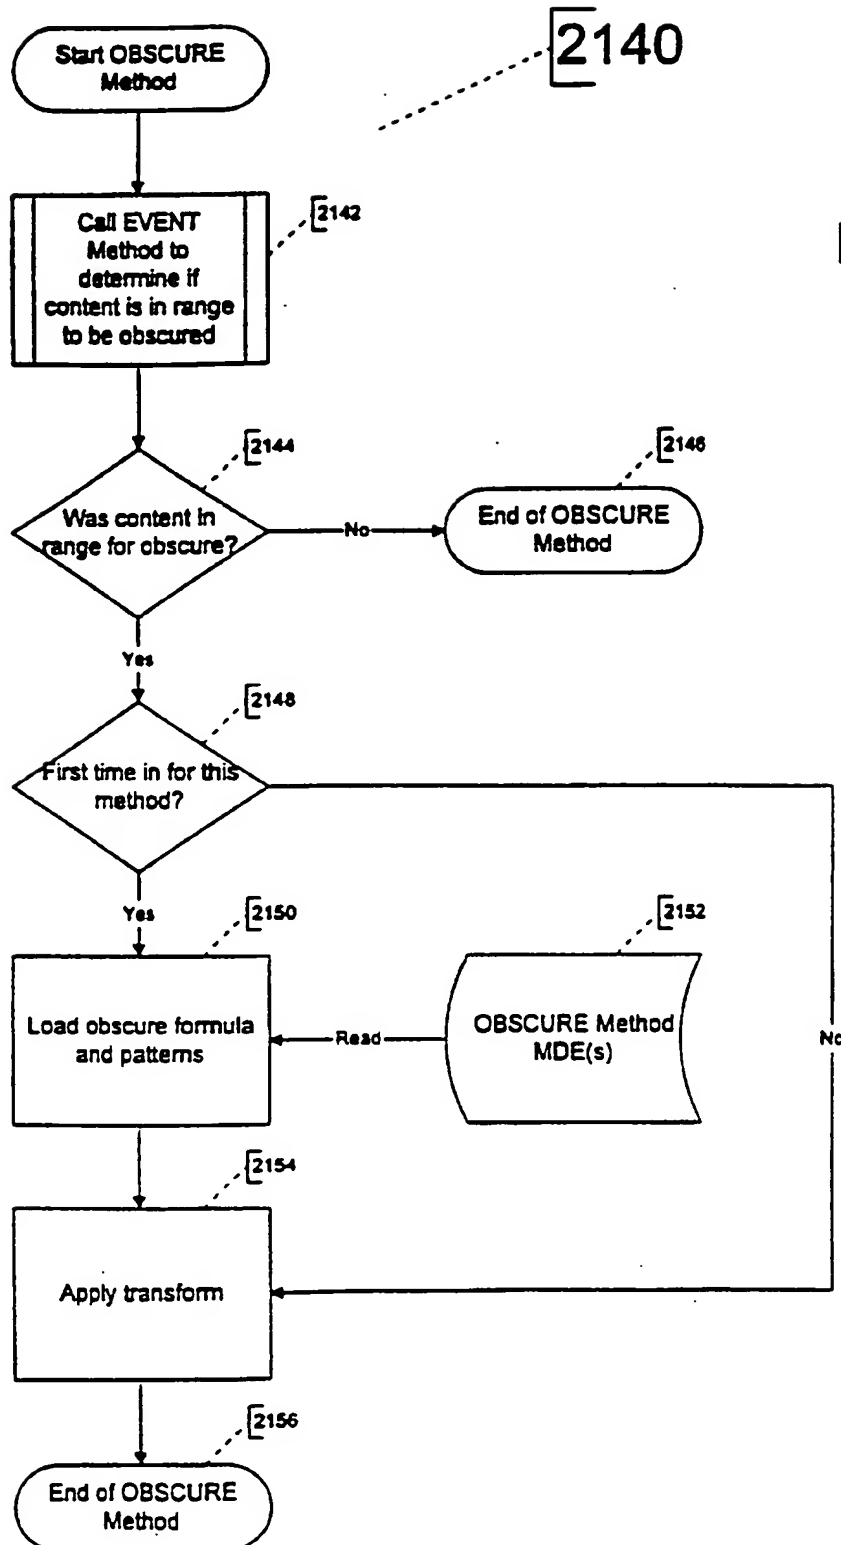 2140
Start OBSCURE
Method
2142
Call EVENT
Method to
determine if
content is in range
to be obscured
2144
Was content in
range for obscure?
No
2146
End of OBSCURE
Method
Yes
2148
First time in for this
method?
No
Yes
2150
Load obscure formula
and patterns
Read
2152
OBSCURE Method
MDE(s)
2154
Apply transform
2156
End of OBSCURE
Method